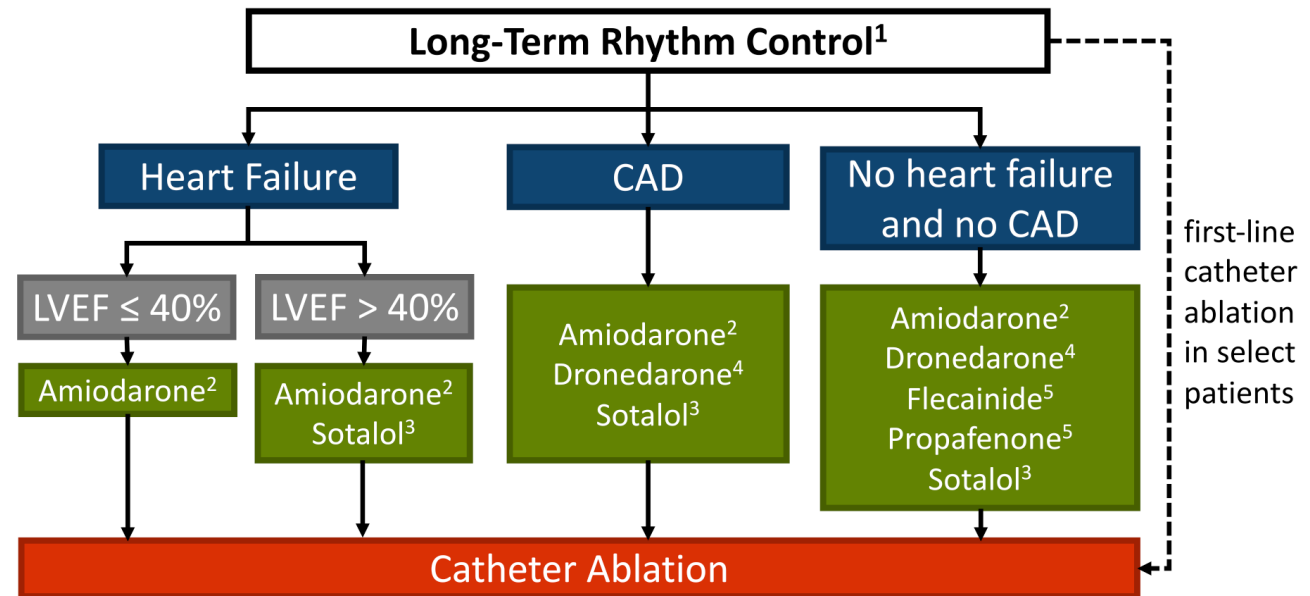 Long-Term Rhythm Control¹
Heart Failure
CAD
No heart failure
and no CAD
first-line
catheter
ablation
in select
patients
LVEF ≤ 40%
LVEF > 40%
Amiodarone²
Amiodarone²
Sotalol³
Amiodarone²
Dronedarone⁴
Sotalol³
Amiodarone²
Dronedarone⁴
Flecainide⁵
Propafenone⁵
Sotalol³
Catheter Ablation